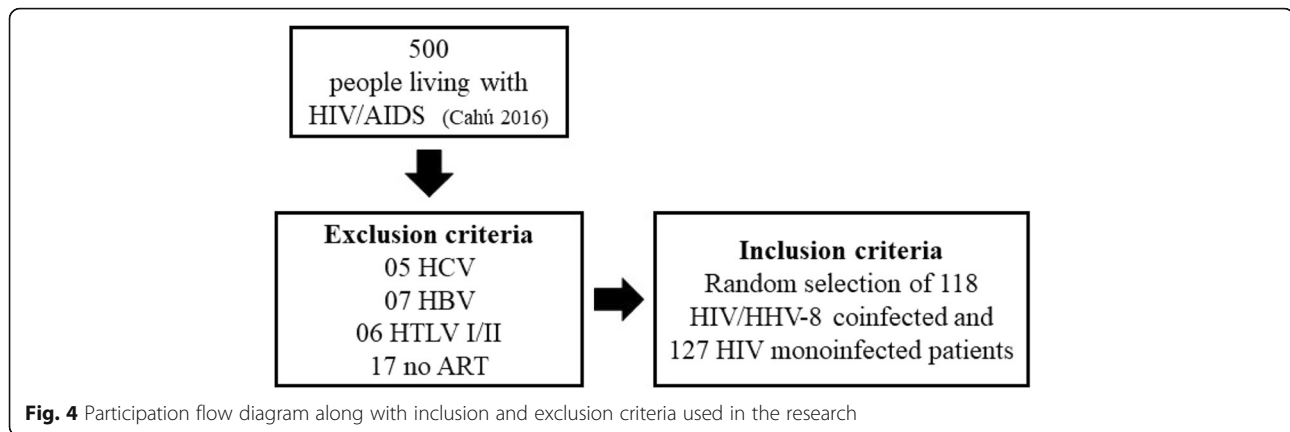 500
people living with
HIV/AIDS (Cahú 2016)
Exclusion criteria
05 HCV
07 HBV
06 HTLV I/II
17 no ART
Inclusion criteria
Random selection of 118
HIV/HHV-8 coinfected and
127 HIV monoinfected patients
Fig. 4 Participation flow diagram along with inclusion and exclusion criteria used in the research